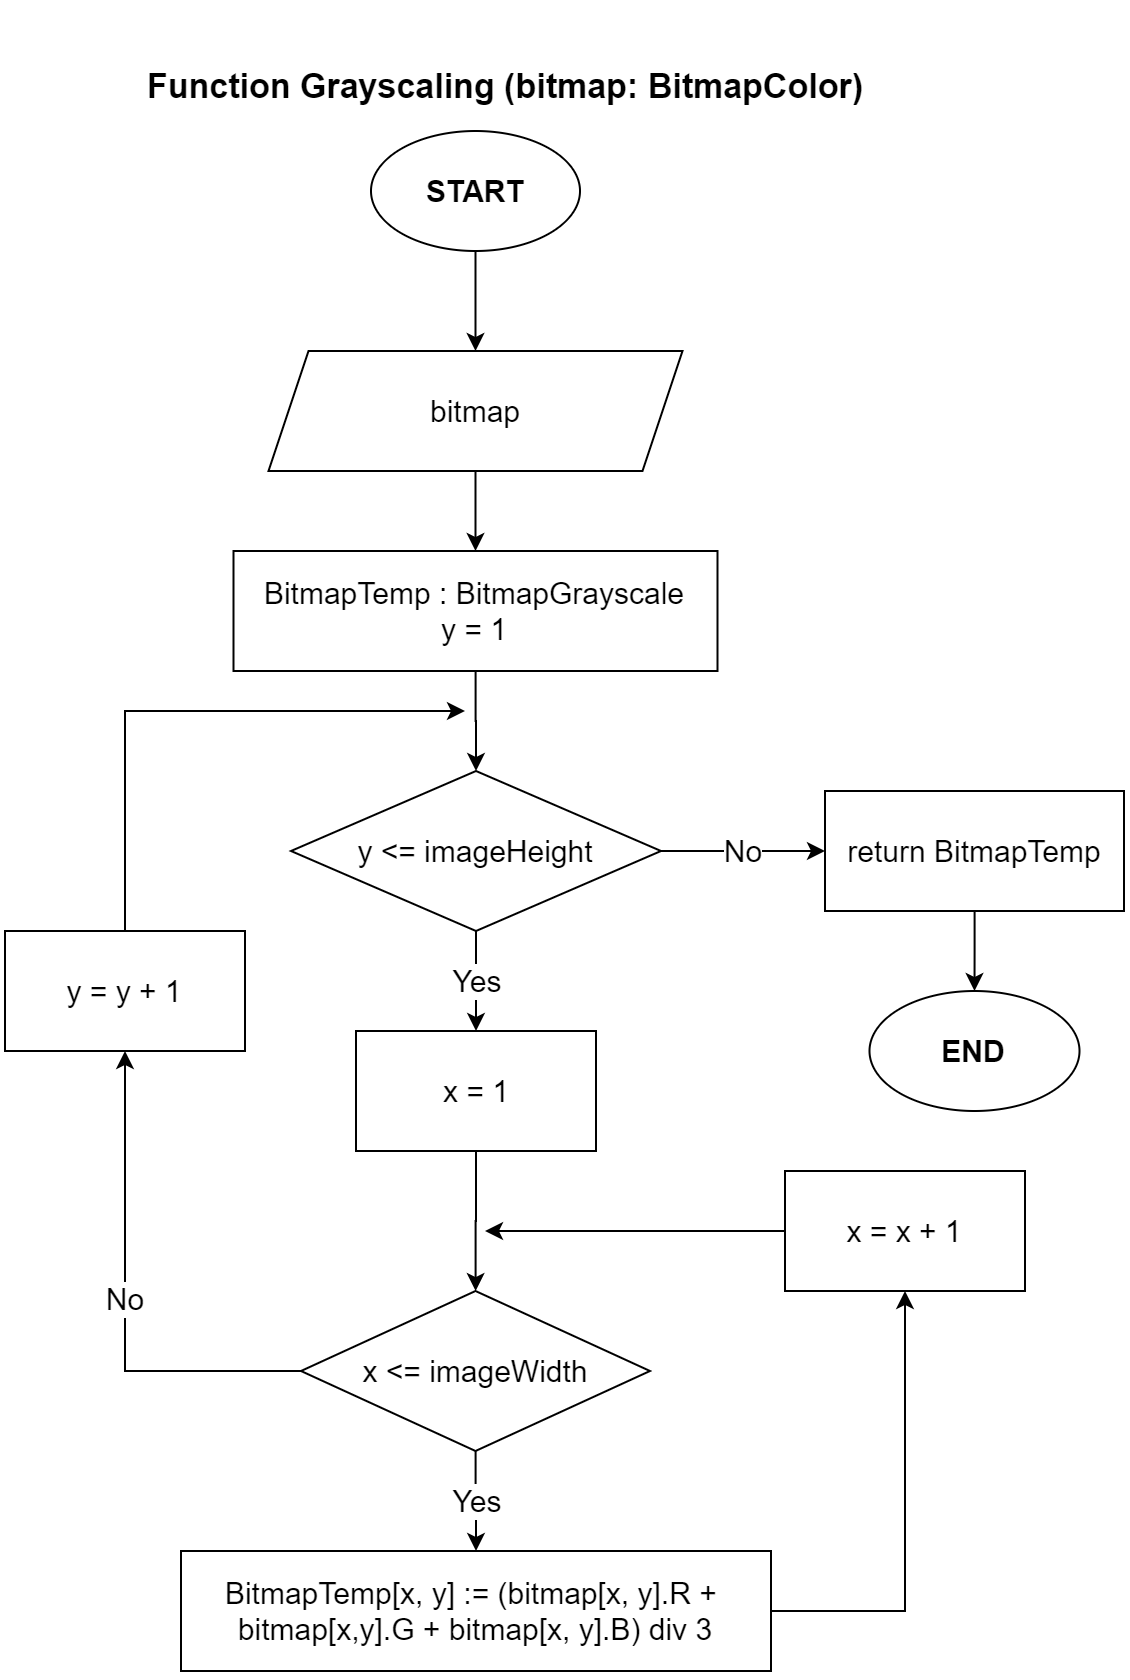 Function Grayscaling (bitmap: BitmapColor)
START
bitmap
BitmapTemp : BitmapGrayscale
y = 1
y <= imageHeight
No
return BitmapTemp
END
Yes
y = y + 1
x = 1
x = x + 1
No
x <= imageWidth
Yes
BitmapTemp[x, y] := (bitmap[x, y].R +
bitmap[x,y].G + bitmap[x, y].B) div 3